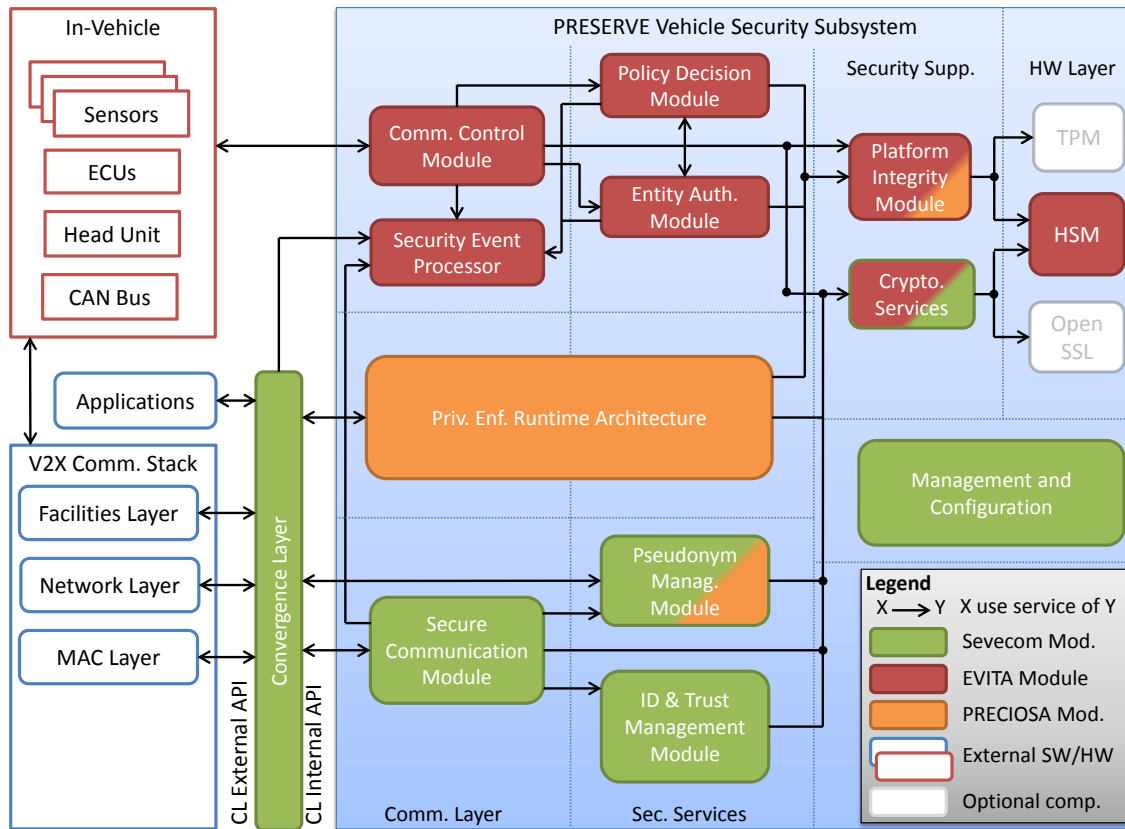 In-Vehicle
Sensors
ECUs
Head Unit
CAN Bus
Applications
V2X Comm. Stack
Facilities Layer
Network Layer
MAC Layer
CL External API
Convergence Layer
CL Internal API
PRESERVE Vehicle Security Subsystem
Comm. Control
Module
Security Event
Processor
Policy Decision
Module
Entity Auth.
Module
Security Supp.
Platform
Integrity
Module
Crypto.
Services
HW Layer
TPM
HSM
Open
SSL
Priv. Enf. Runtime Architecture
Management and
Configuration
Pseudonym
Manag.
Module
Secure
Communication
Module
ID & Trust
Management
Module
Comm. Layer
Sec. Services
Legend
X Y X use service of Y
Sevecom Mod.
EVITA Module
PRECIOSA Mod.
External SW/HW
Optional comp.